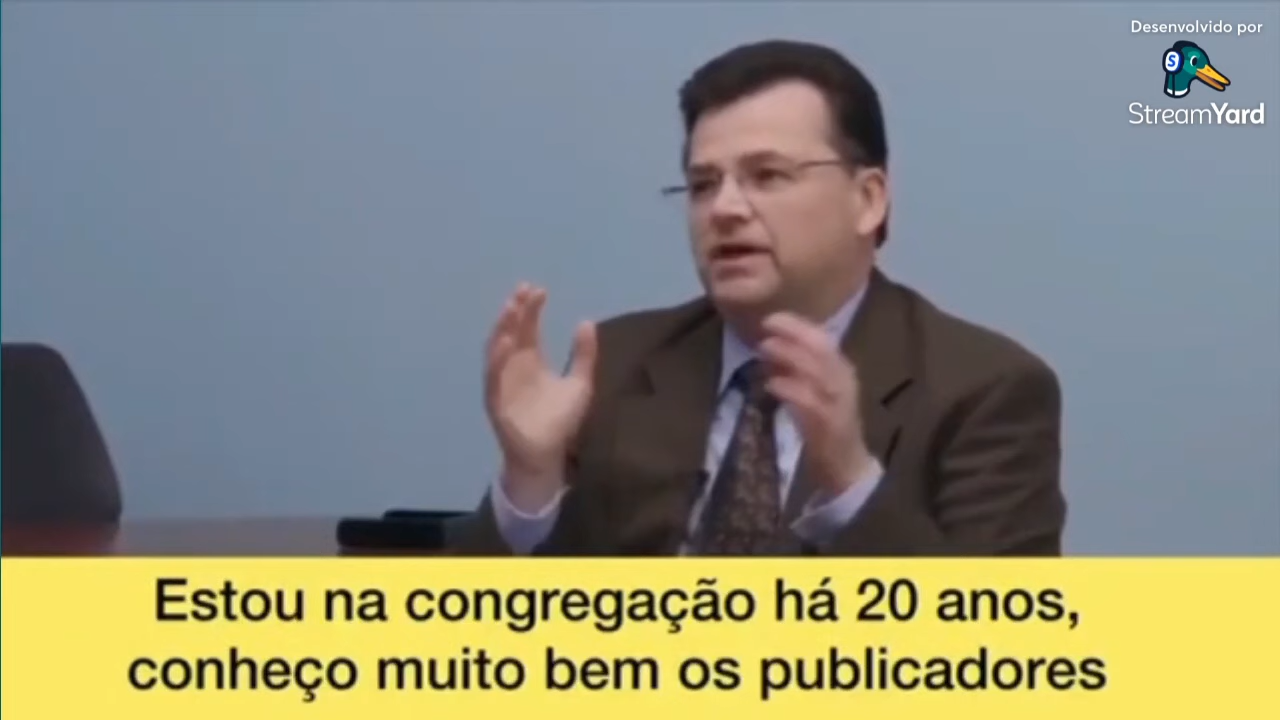 Desenvolvido por
S
StreamYard
Estou na congregação há 20 anos,
conheço muito bem os publicadores